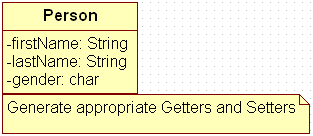 Person
-firstName: String
-lastName: String
-gender: char
Generate appropriate Getters and Setters